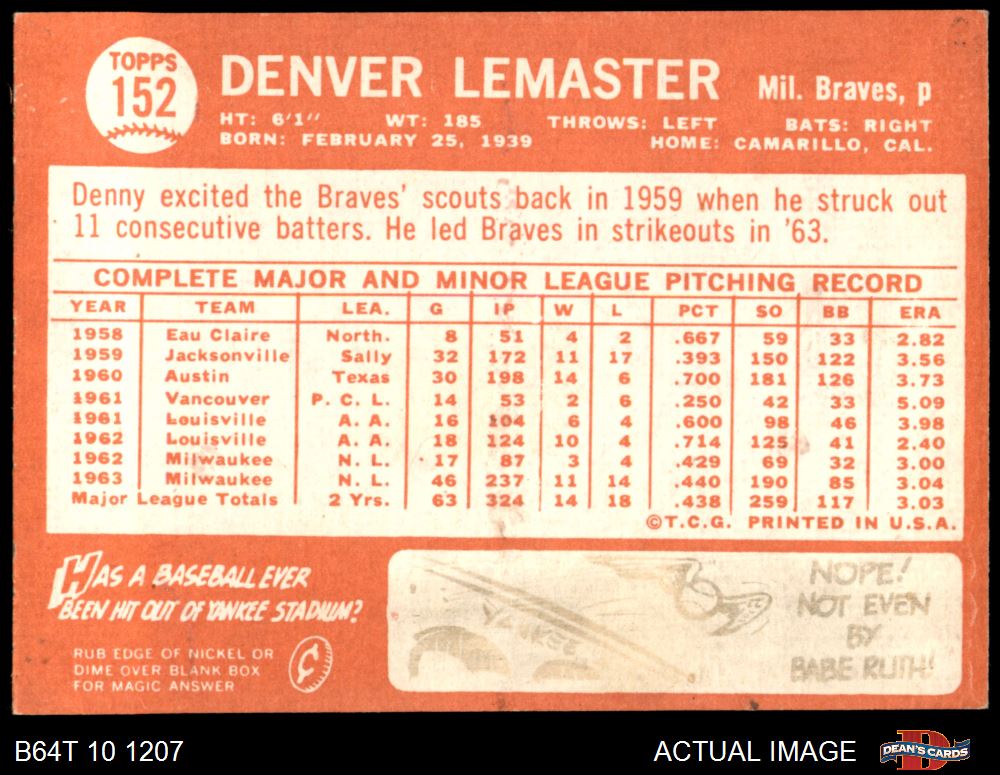 TOPPS
152
DENVER LEMASTER Mil. Braves, p
HT: 6'1" WT: 185 THROWS: LEFT BATS: RIGHT
BORN: FEBRUARY 25, 1939 HOME: CAMARILLO, CAL.
Denny excited the Braves' scouts back in 1959 when he struck out
11 consecutive batters. He led Braves in strikeouts in '63.
COMPLETE MAJOR AND MINOR LEAGUE PITCHING RECORD
YEAR TEAM LEA. G IP W L PCT SO BB ERA
1958 Eau Claire North. 8 51 4 2 .667 59 33 2.82
1959 Jacksonville Sally 32 172 11 17 .393 150 122 3.56
1960 Austin Texas 30 198 14 6 .700 181 126 3.73
1961 Vancouver P. C. L. 14 53 2 6 .250 42 33 5.09
1961 Louisville A. A. 16 104 6 4 .600 98 46 3.98
1962 Louisville A. A. 18 124 10 4 .714 125 41 2.40
1962 Milwaukee N. L. 17 87 3 4 .429 69 32 3.00
1963 Milwaukee N. L. 46 237 11 14 .440 190 85 3.04
Major League Totals 2 Yrs. 63 324 14 18 .438 259 117 3.03
©T.C.G. PRINTED IN U.S.A.
HAS A BASEBALL EVER
BEEN HIT OUT OF YANKEE STADIUM?
RUB EDGE OF NICKEL OR
DIME OVER BLANK BOX
FOR MAGIC ANSWER
YANKEE
NOPE!
NOT EVEN
BY
BABE RUTH!
B64T 10 1207 ACTUAL IMAGE DEAN'S CARDS